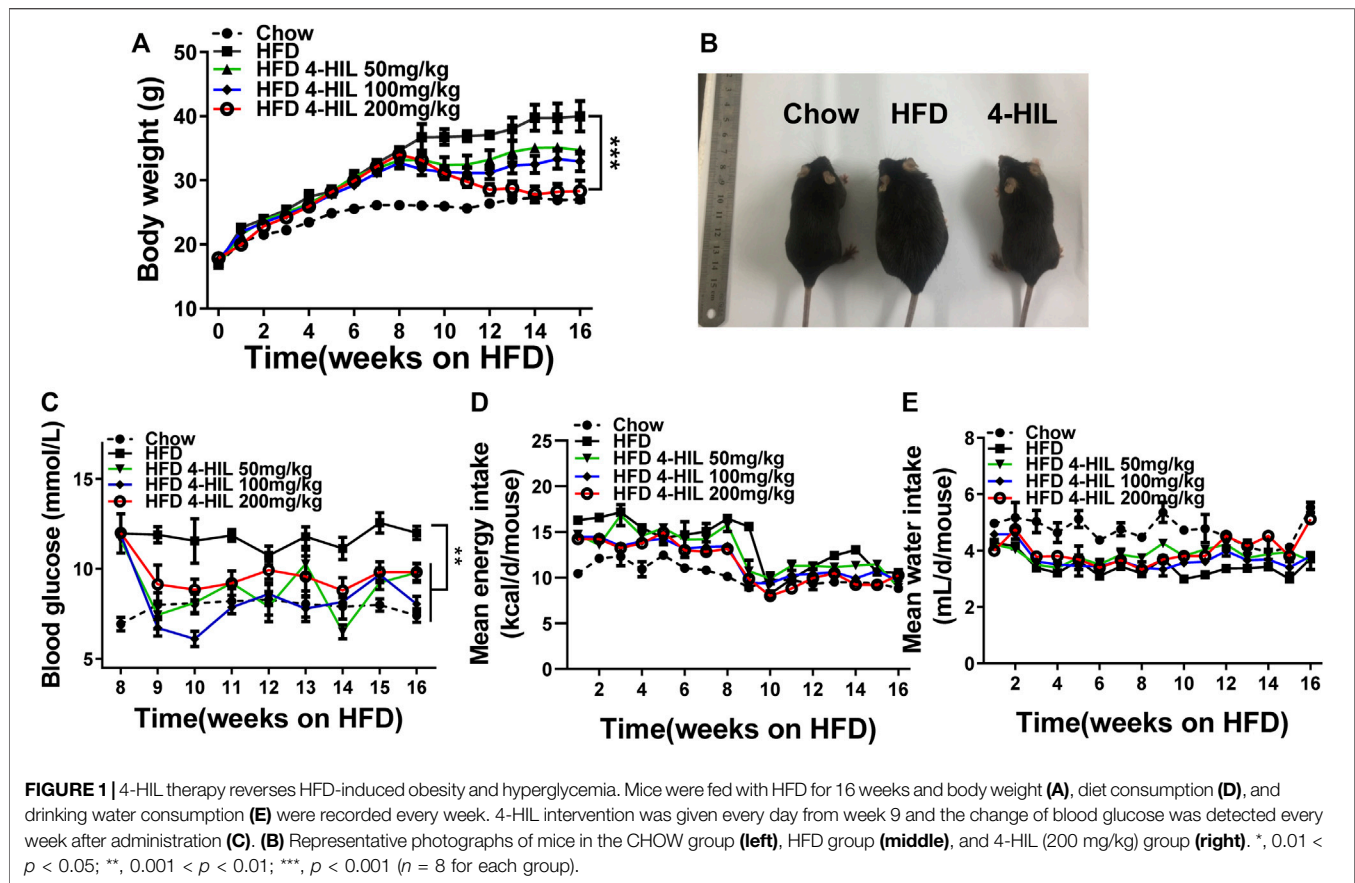 A
Chow
HFD
HFD 4-HIL 50mg/kg
HFD 4-HIL 100mg/kg
HFD 4-HIL 200mg/kg
Body weight (g)
50
40
30
20
10
***
0 2 4 6 8 10 12 14 16
Time(weeks on HFD)
B
Chow HFD 4-HIL
C
Chow
HFD
HFD 4-HIL 50mg/kg
HFD 4-HIL 100mg/kg
HFD 4-HIL 200mg/kg
Blood glucose (mmol/L)
15
10
5
**
8 9 10 11 12 13 14 15 16
Time(weeks on HFD)
D
Chow
HFD
HFD 4-HIL 50mg/kg
HFD 4-HIL 100mg/kg
HFD 4-HIL 200mg/kg
Mean energy intake
(kcal/d/mouse)
25
20
15
10
5
0
2 4 6 8 10 12 14 16
Time(weeks on HFD)
E
Chow
HFD
HFD 4-HIL 50mg/kg
HFD 4-HIL 100mg/kg
HFD 4-HIL 200mg/kg
Mean water intake
(mL/d/mouse)
8
6
4
2
0
2 4 6 8 10 12 14 16
Time(weeks on HFD)
FIGURE 1 | 4-HIL therapy reverses HFD-induced obesity and hyperglycemia. Mice were fed with HFD for 16 weeks and body weight (A), diet consumption (D), and
drinking water consumption (E) were recorded every week. 4-HIL intervention was given every day from week 9 and the change of blood glucose was detected every
week after administration (C). (B) Representative photographs of mice in the CHOW group (left), HFD group (middle), and 4-HIL (200 mg/kg) group (right). *, 0.01 <
p < 0.05; **, 0.001 < p < 0.01; ***, p < 0.001 (n = 8 for each group).